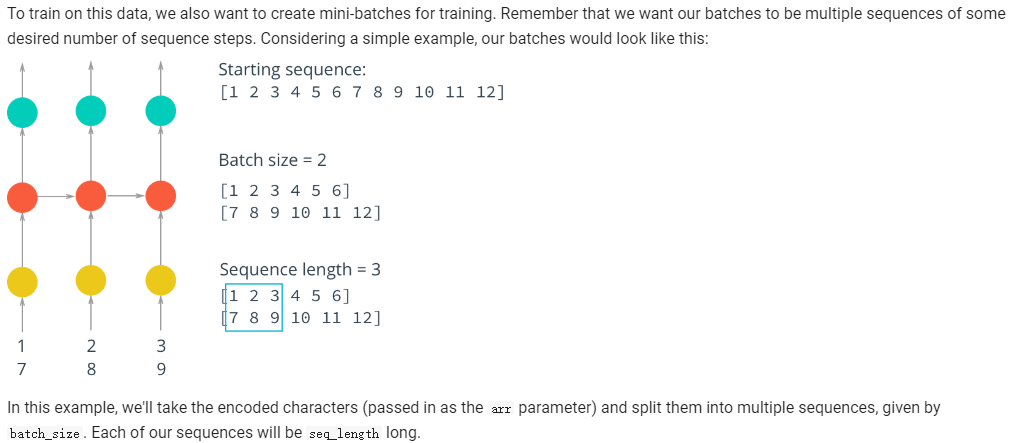 To train on this data, we also want to create mini-batches for training. Remember that we want our batches to be multiple sequences of some
desired number of sequence steps. Considering a simple example, our batches would look like this:
Starting sequence:
[1 2 3 4 5 6 7 8 9 10 11 12]
Batch size = 2
[1 2 3 4 5 6]
[7 8 9 10 11 12]
Sequence length = 3
[1 2 3 4 5 6]
[7 8 9 10 11 12]
1 2 3
7 8 9
In this example, we'll take the encoded characters (passed in as the arr parameter) and split them into multiple sequences, given by
batch_size. Each of our sequences will be seq_length long.